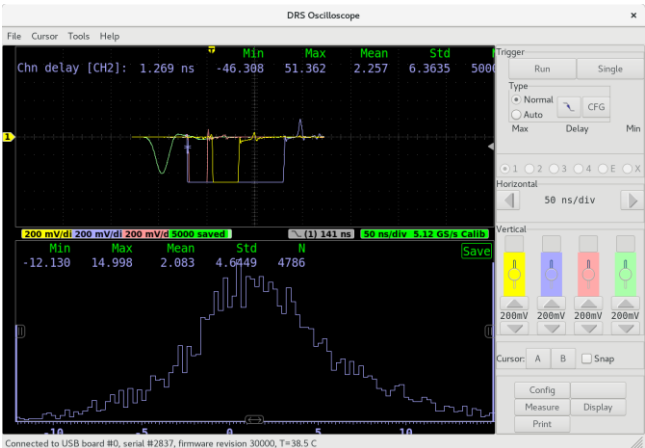 DRS Oscilloscope
File Cursor Tools Help
Min Max Mean Std
Chn delay [CH2]: 1.269 ns -46.308 51.362 2.257 6.3635 5000
1
200 mV/di 200 mV/di 200 mV/d 5000 saved (1) 141 ns 50 ns/div 5.12 GS/s Calib
Min Max Mean Std N
-12.130 14.998 2.083 4.6449 4786
Save
-10 -5 0 5 10
Trigger
Run Single
Type
Normal
Auto
CFG
Max Delay Min
1 2 3 4 E X
Horizontal
50 ns/div
Vertical
200mV 200mV 200mV 200mV
Cursor: A B Snap
Config
Measure Display
Print
Connected to USB board #0, serial #2837, firmware revision 30000, T=38.5 C